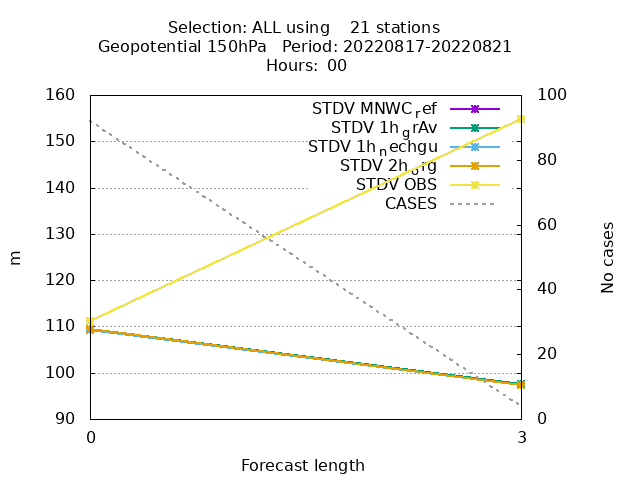 Selection: ALL using 21 stations
Geopotential 150hPa Period: 20220817-20220821
Hours: 00
160
150
140
130
120
110
100
90
m
100
80
60
40
20
0
No cases
STDV MNWC_ref
STDV 1h_grAv
STDV 1h_nechgu
STDV 2h_org
STDV OBS
CASES
0
3
Forecast length